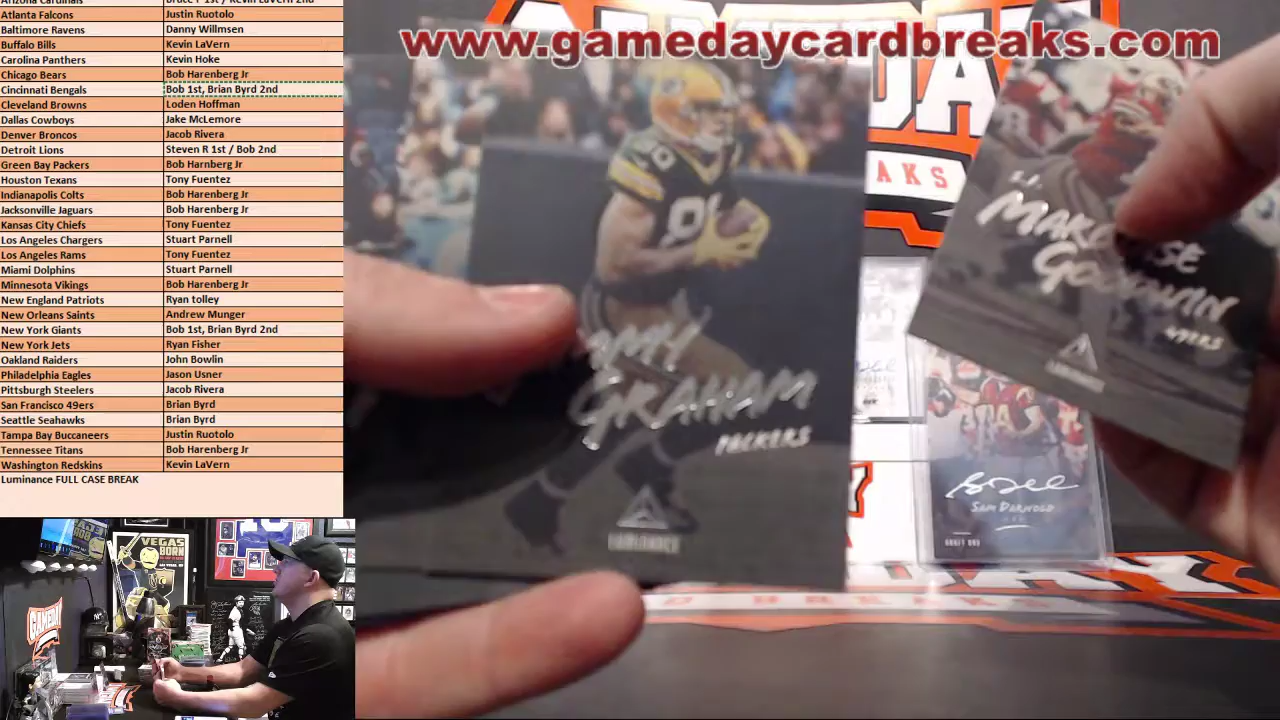 www.gamedaycardbreaks.com
Atlanta Falcons Justin Ruotolo
Baltimore Ravens Danny Willmsen
Buffalo Bills Kevin LaVern
Carolina Panthers Kevin Hoke
Chicago Bears Bob Harenberg Jr
Cincinnati Bengals Bob 1st, Brian Byrd 2nd
Cleveland Browns Loden Hoffman
Dallas Cowboys Jake McLemore
Denver Broncos Jacob Rivera
Detroit Lions Steven R 1st / Bob 2nd
Green Bay Packers Bob Harnberg Jr
Houston Texans Tony Fuentez
Indianapolis Colts Bob Harenberg Jr
Jacksonville Jaguars Bob Harenberg Jr
Kansas City Chiefs Tony Fuentez
Los Angeles Chargers Stuart Parnell
Los Angeles Rams Tony Fuentez
Miami Dolphins Stuart Parnell
Minnesota Vikings Bob Harenberg Jr
New England Patriots Ryan tolley
New Orleans Saints Andrew Munger
New York Giants Bob 1st, Brian Byrd 2nd
New York Jets Ryan Fisher
Oakland Raiders John Bowlin
Philadelphia Eagles Jason Usner
Pittsburgh Steelers Jacob Rivera
San Francisco 49ers Brian Byrd
Seattle Seahawks Brian Byrd
Tampa Bay Buccaneers Justin Ruotolo
Tennessee Titans Bob Harenberg Jr
Washington Redskins Kevin LaVern
Luminance FULL CASE BREAK
GRAHAM
PACKERS
LUMINANCE
GOODWIN
49ERS
LUMINANCE
SAM DARNOLD
VEGAS
BORN
GAMEDAY